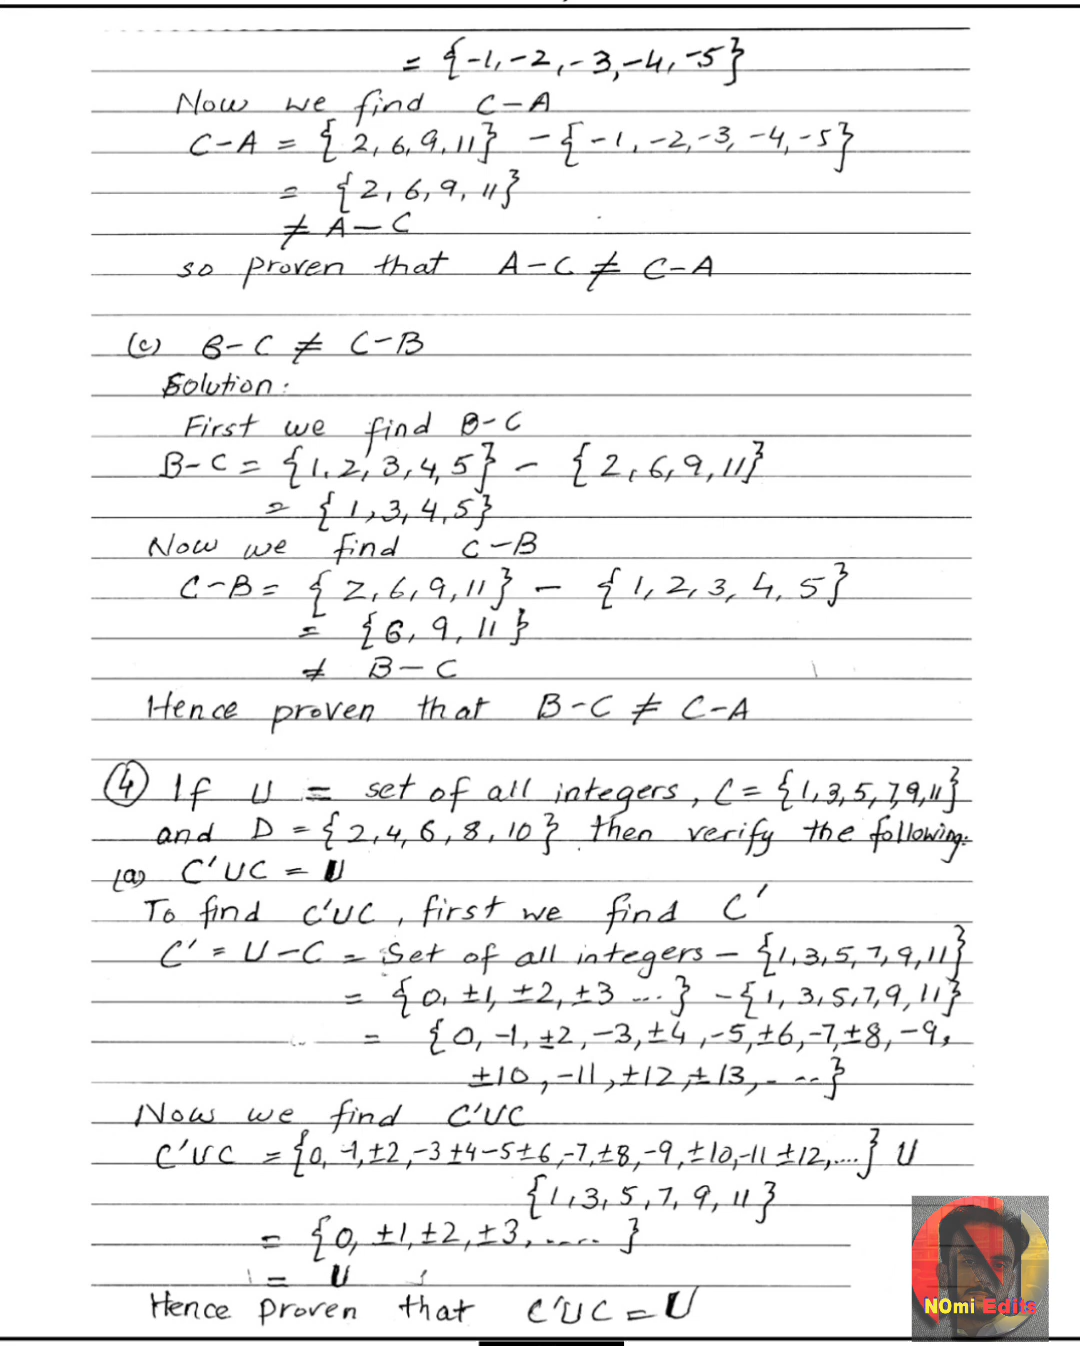 = {-1,-2,-3,-4,-5}
Now we find C-A
C-A = {2,6,9,11} - {-1,-2,-3,-4,-5}
= {2,6,9,11}
≠ A-C
so proven that A-C ≠ C-A
(c) B-C ≠ C-B
Solution:
First we find B-C
B-C = {1,2,3,4,5} - {2,6,9,11}
= {1,3,4,5}
Now we find C-B
C-B = {2,6,9,11} - {1,2,3,4,5}
= {6,9,11}
≠ B-C
Hence proven that B-C ≠ C-A
(4) If U = set of all integers, C = {1,3,5,7,9,11}
and D = {2,4,6,8,10} then verify the following:
(a) C'UC = U
To find C'UC, first we find C'
C' = U-C = Set of all integers - {1,3,5,7,9,11}
= {0,±1,±2,±3 ...} - {1,3,5,7,9,11}
= {0,-1,±2,-3,±4,-5,±6,-7,±8,-9,
±10,-11,±12,±13,....}
Now we find C'UC
C'UC = {0,-1,±2,-3±4-5±6,-7,±8,-9,±10,-11±12,....} U
{1,3,5,7,9,11}
= {0,±1,±2,±3,.....}
= U
Hence proven that C'UC = U
NOmi Edits